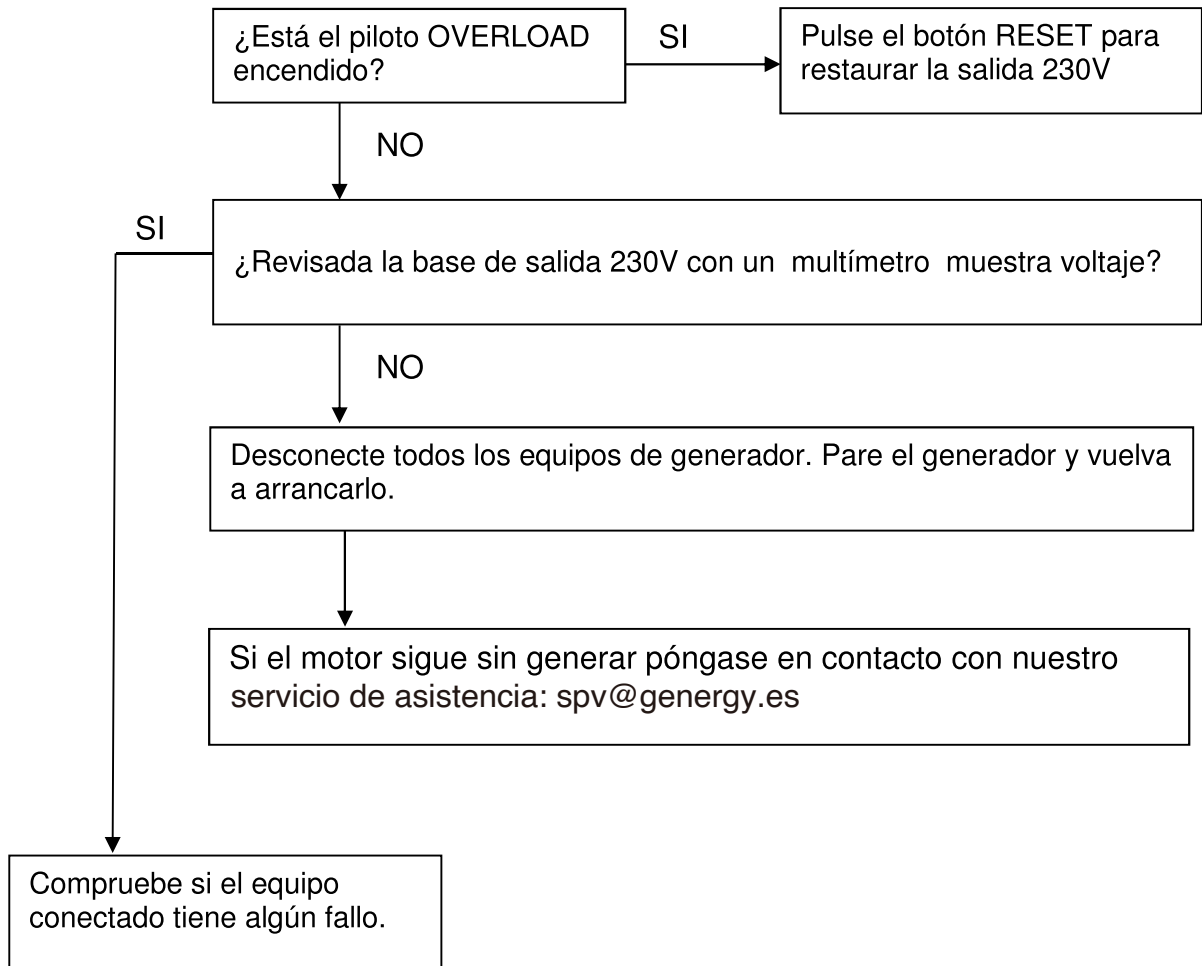 ¿Está el piloto OVERLOAD
encendido?
SI
Pulse el botón RESET para
restaurar la salida 230V
NO
SI
¿Revisada la base de salida 230V con un multímetro muestra voltaje?
NO
Desconecte todos los equipos de generador. Pare el generador y vuelva
a arrancarlo.
Si el motor sigue sin generar póngase en contacto con nuestro
servicio de asistencia: spv@genergy.es
Compruebe si el equipo
conectado tiene algún fallo.